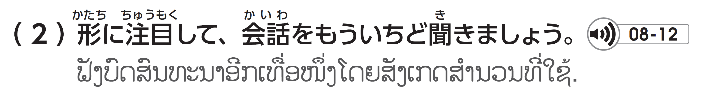 (2)形に注目して、会話をもういちど聞きましょう。 08-12
ຟັງບົດສົນທະນາອີກເທື່ອໜຶ່ງໂດຍສັງເກດສຳນວນທີ່ໃຊ້.